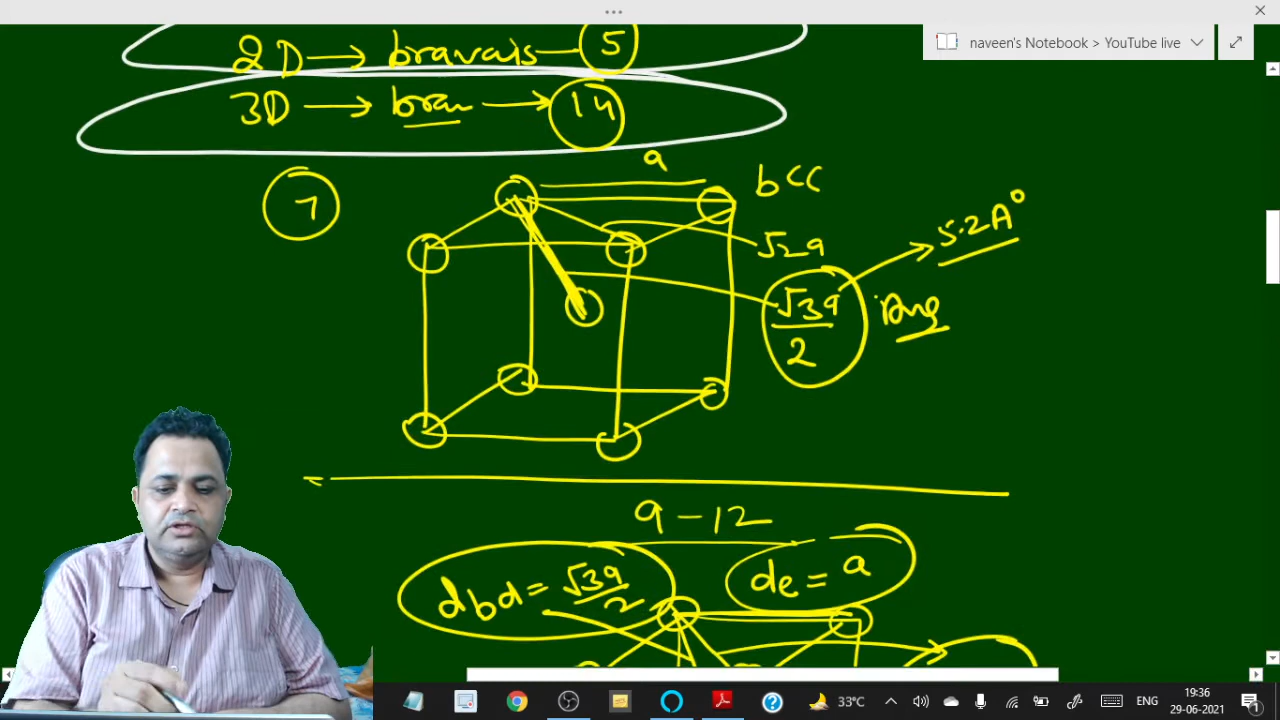 naveen's Notebook > YouTube live
2D → bravais – 5
3D → brav → 14
7
a
bcc
√2a
√3a/2
5.2A°
Ang
9 – 12
dbd = √3a/2
de = a
33°C
ENG
19:36
29-06-2021